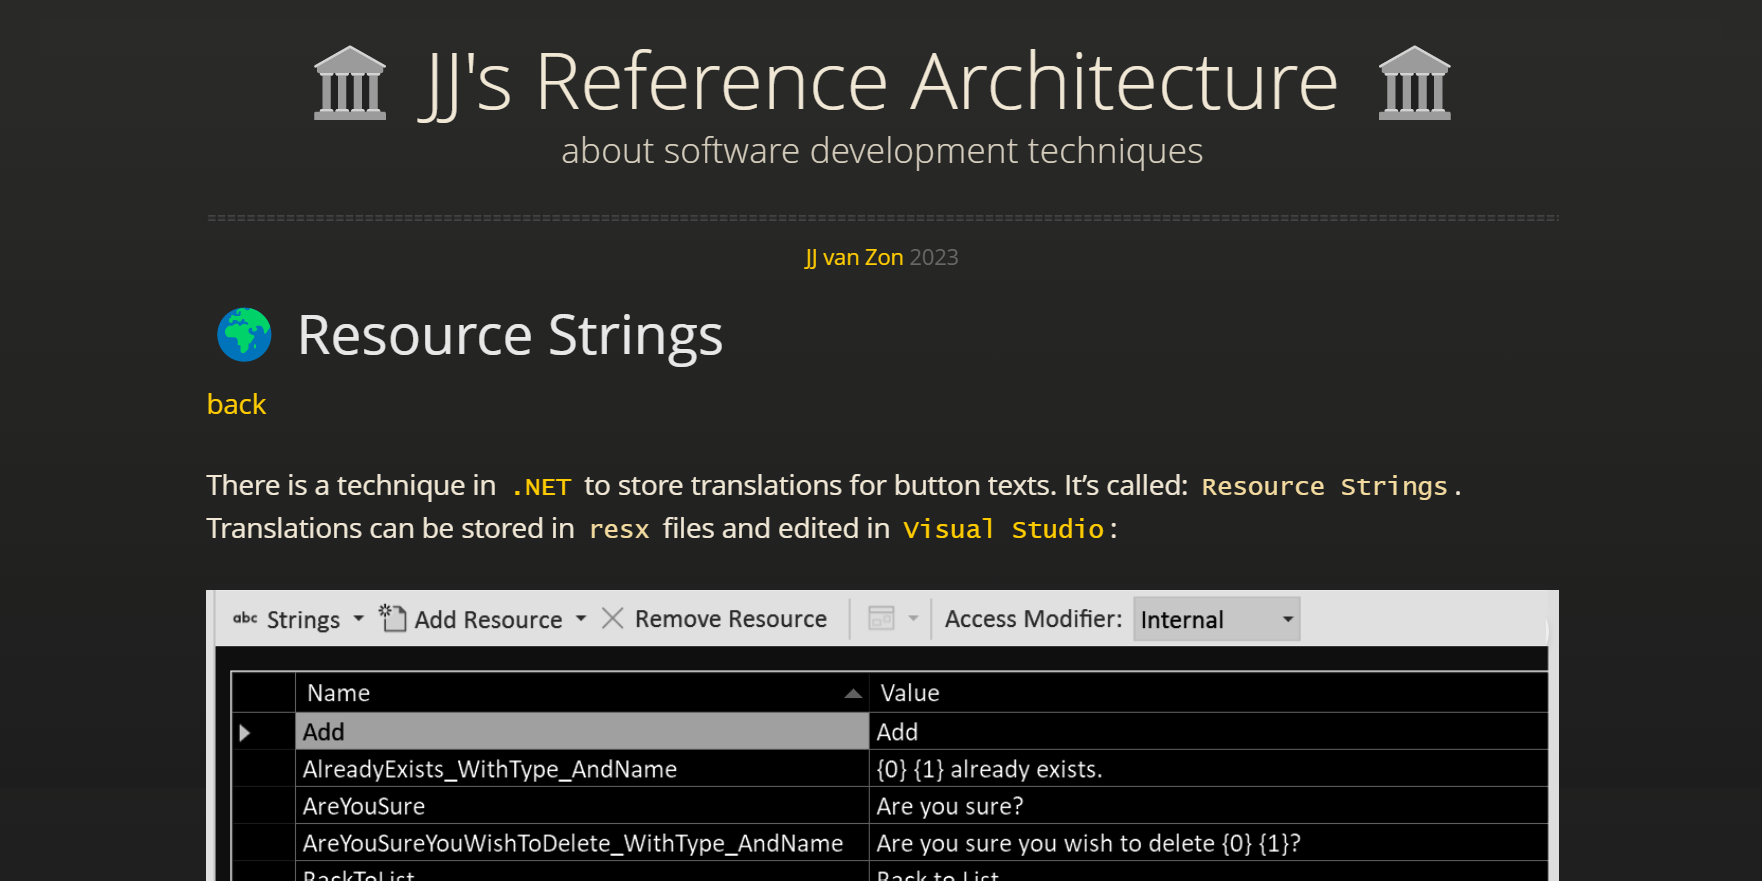 JJ's Reference Architecture
about software development techniques
JJ van Zon 2023
Resource Strings
back
There is a technique in .NET to store translations for button texts. It’s called: Resource Strings.
Translations can be stored in resx files and edited in Visual Studio:
abc Strings Add Resource Remove Resource Access Modifier: Internal
Name Value
Add Add
AlreadyExists_WithType_AndName {0} {1} already exists.
AreYouSure Are you sure?
AreYouSureYouWishToDelete_WithType_AndName Are you sure you wish to delete {0} {1}?
BackToList Back to List